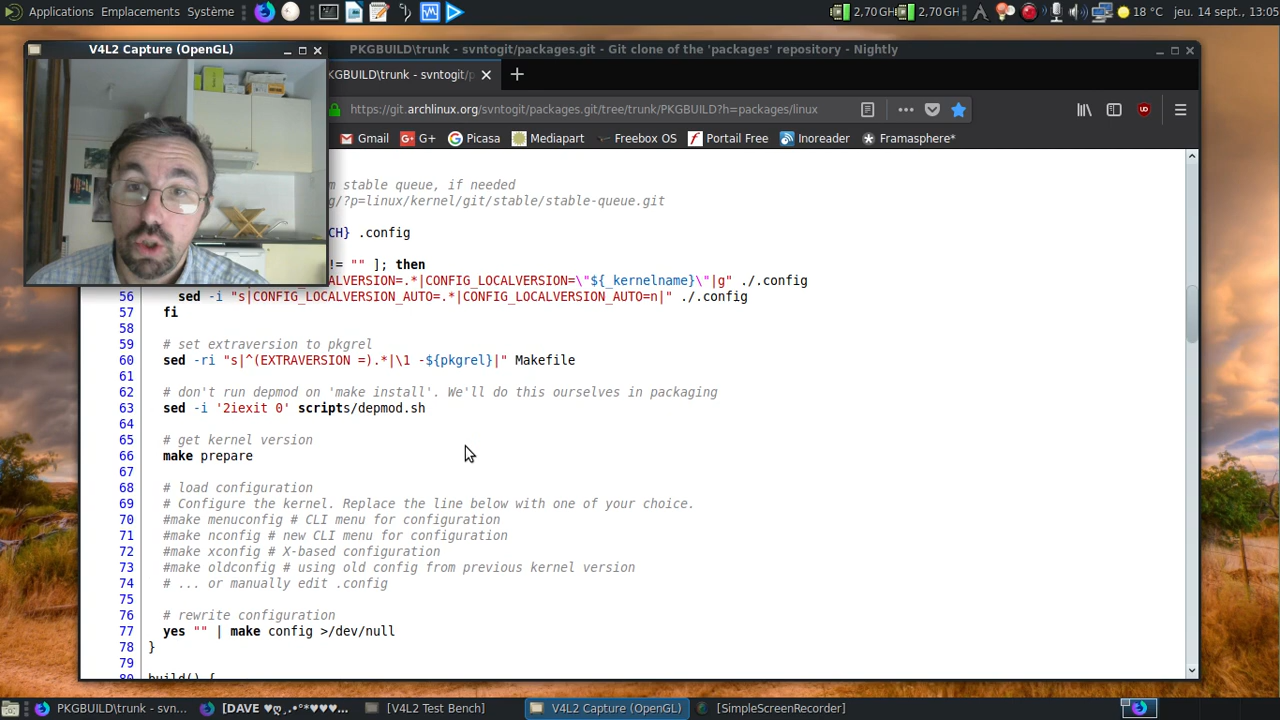 Applications Emplacements Système 2,70 GH 2,70 GH 18 °C jeu. 14 sept., 13:05
V4L2 Capture (OpenGL)
PKGBUILD\trunk - svntogit/packages.git - Git clone of the 'packages' repository - Nightly
KGBUILD\trunk - svntogit/p
https://git.archlinux.org/svntogit/packages.git/tree/trunk/PKGBUILD?h=packages/linux
Gmail G+ G+ Picasa Mediapart Freebox OS Portail Free Inoreader Framasphere*
m stable queue, if needed
g/?p=linux/kernel/git/stable/stable-queue.git
CH} .config
!= "" ]; then
ALVERSION=.*|CONFIG_LOCALVERSION=\"${_kernelname}\"|g" ./.config
56 sed -i "s|CONFIG_LOCALVERSION_AUTO=.*|CONFIG_LOCALVERSION_AUTO=n|" ./.config
57 fi
58
59 # set extraversion to pkgrel
60 sed -ri "s|^(EXTRAVERSION =).*|\1 -${pkgrel}|" Makefile
61
62 # don't run depmod on 'make install'. We'll do this ourselves in packaging
63 sed -i '2iexit 0' scripts/depmod.sh
64
65 # get kernel version
66 make prepare
67
68 # load configuration
69 # Configure the kernel. Replace the line below with one of your choice.
70 #make menuconfig # CLI menu for configuration
71 #make nconfig # new CLI menu for configuration
72 #make xconfig # X-based configuration
73 #make oldconfig # using old config from previous kernel version
74 # ... or manually edit .config
75
76 # rewrite configuration
77 yes "" | make config >/dev/null
78 }
79
80 build() {
PKGBUILD\trunk - svn... [DAVE ♥ღ¸.•°*♥♥♥... [V4L2 Test Bench] V4L2 Capture (OpenGL) [SimpleScreenRecorder]